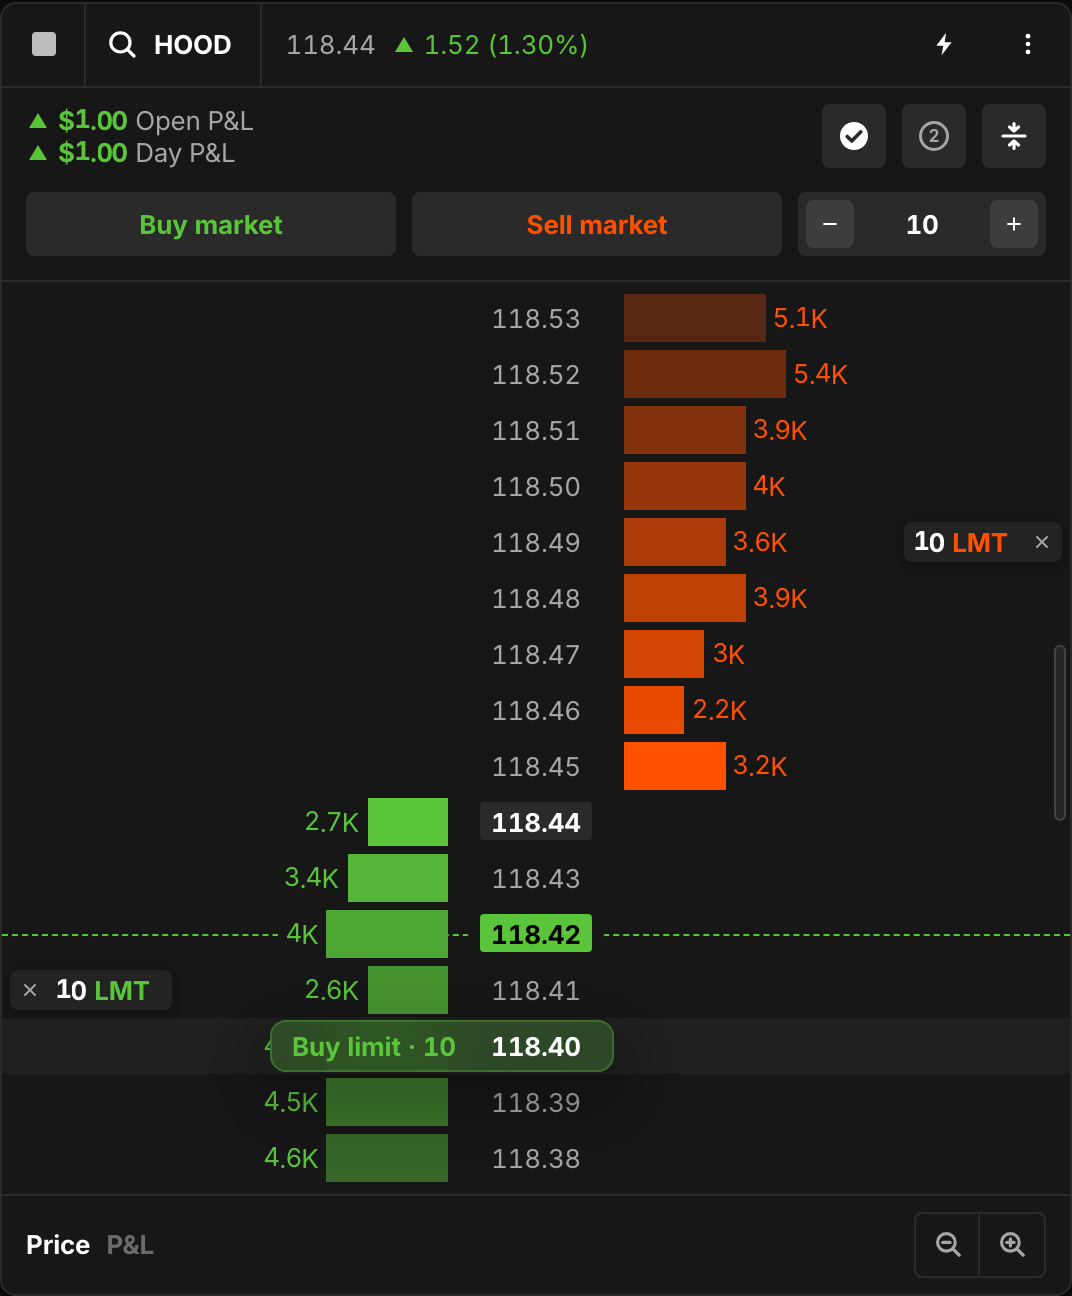 HOOD 118.44 ▲ 1.52 (1.30%)
▲ $1.00 Open P&L
▲ $1.00 Day P&L
2
Buy market Sell market − 10 +
118.53 5.1K
118.52 5.4K
118.51 3.9K
118.50 4K
118.49 3.6K 10 LMT ×
118.48 3.9K
118.47 3K
118.46 2.2K
118.45 3.2K
2.7K 118.44
3.4K 118.43
4K 118.42
× 10 LMT 2.6K 118.41
Buy limit · 10 118.40
4.5K 118.39
4.6K 118.38
Price P&L